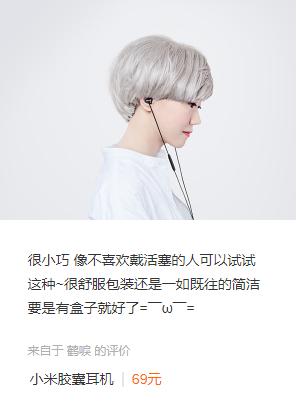 很小巧 像不喜欢戴活塞的人可以试试
这种~很舒服包装还是一如既往的简洁
要是有盒子就好了=￣ω￣=
来自于 鹤唳 的评价
小米胶囊耳机 | 69元